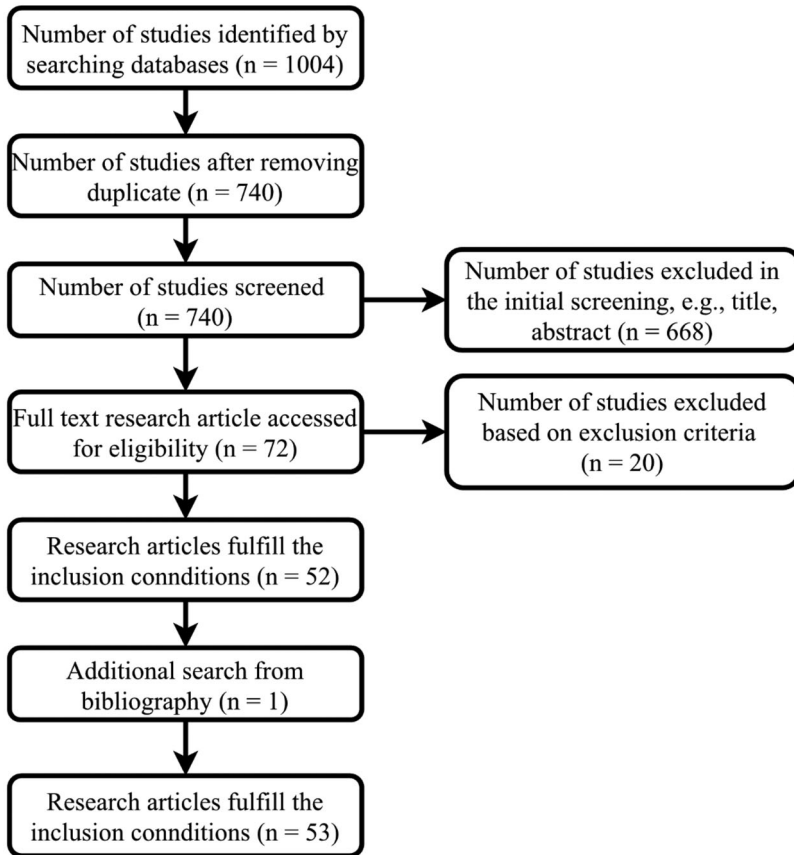 Number of studies identified by
searching databases (n = 1004)
Number of studies after removing
duplicate (n = 740)
Number of studies screened
(n = 740)
Number of studies excluded in
the initial screening, e.g., title,
abstract (n = 668)
Full text research article accessed
for eligibility (n = 72)
Number of studies excluded
based on exclusion criteria
(n = 20)
Research articles fulfill the
inclusion connditions (n = 52)
Additional search from
bibliography (n = 1)
Research articles fulfill the
inclusion connditions (n = 53)